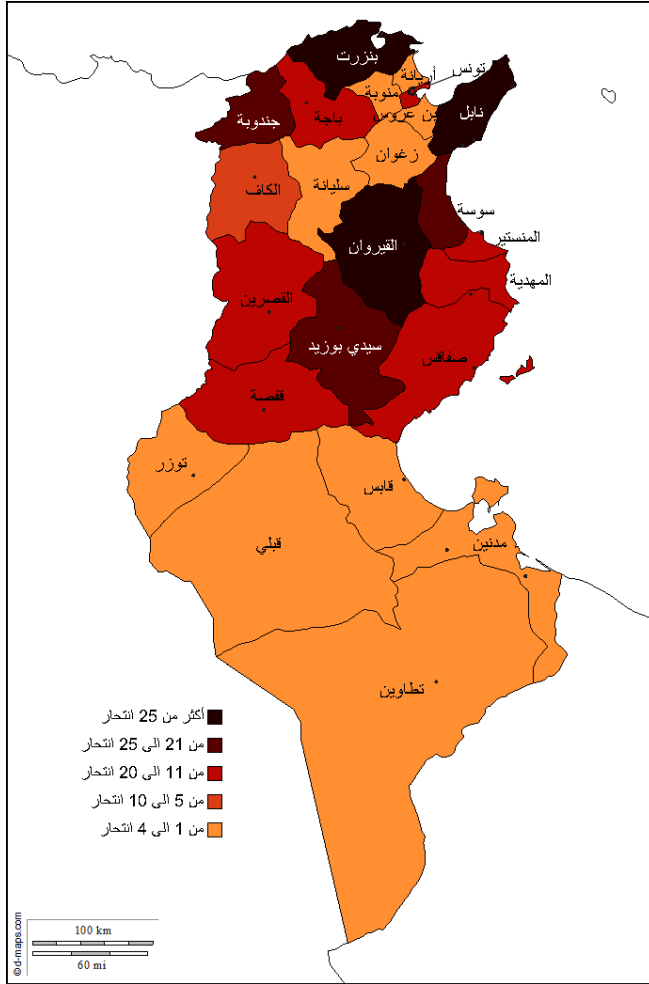 بنزرت
تونس
أريانة
منوبة
نابل
باجة
جندوبة
بن عروس
زغوان
الكاف
سليانة
سوسة
المنستير
القيروان
المهدية
القصرين
سيدي بوزيد
صفاقس
قفصة
توزر
قابس
قبلي
مدنين
تطاوين
أكثر من 25 انتحار
من 21 الى 25 انتحار
من 11 الى 20 انتحار
من 5 الى 10 انتحار
من 1 الى 4 انتحار
100 km
60 mi
© d-maps.com